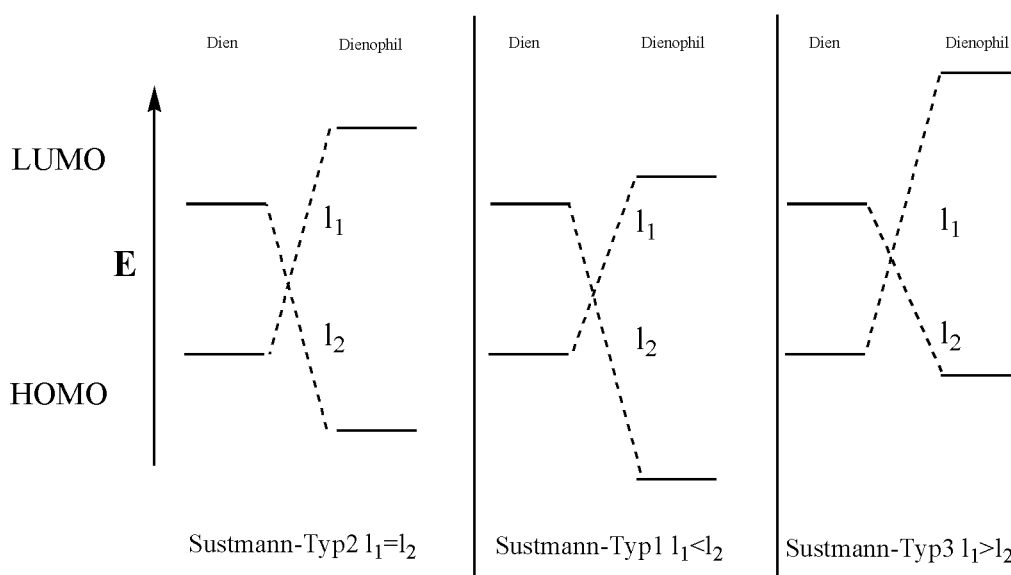 Dien Dienophil Dien Dienophil Dien Dienophil
LUMO
l₁ l₁ l₁
E
l₂ l₂ l₂
HOMO
Sustmann-Typ2 l₁=l₂ Sustmann-Typ1 l₁<l₂ Sustmann-Typ3 l₁>l₂